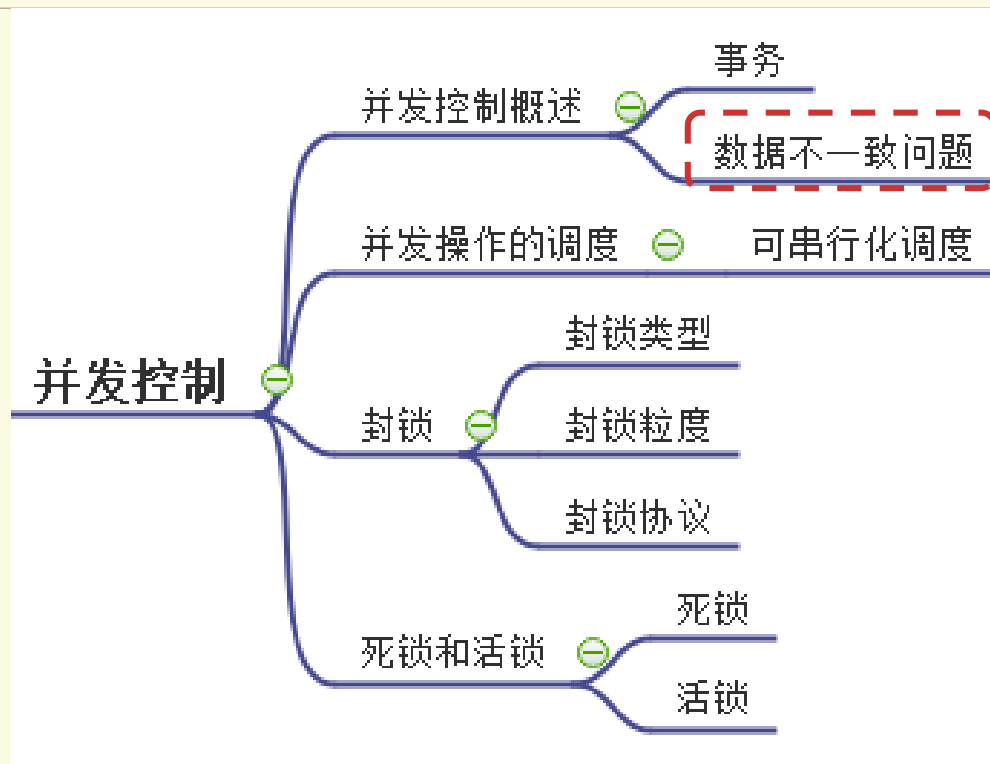 并发控制
并发控制概述
事务
数据不一致问题
并发操作的调度
可串行化调度
封锁
封锁类型
封锁粒度
封锁协议
死锁和活锁
死锁
活锁